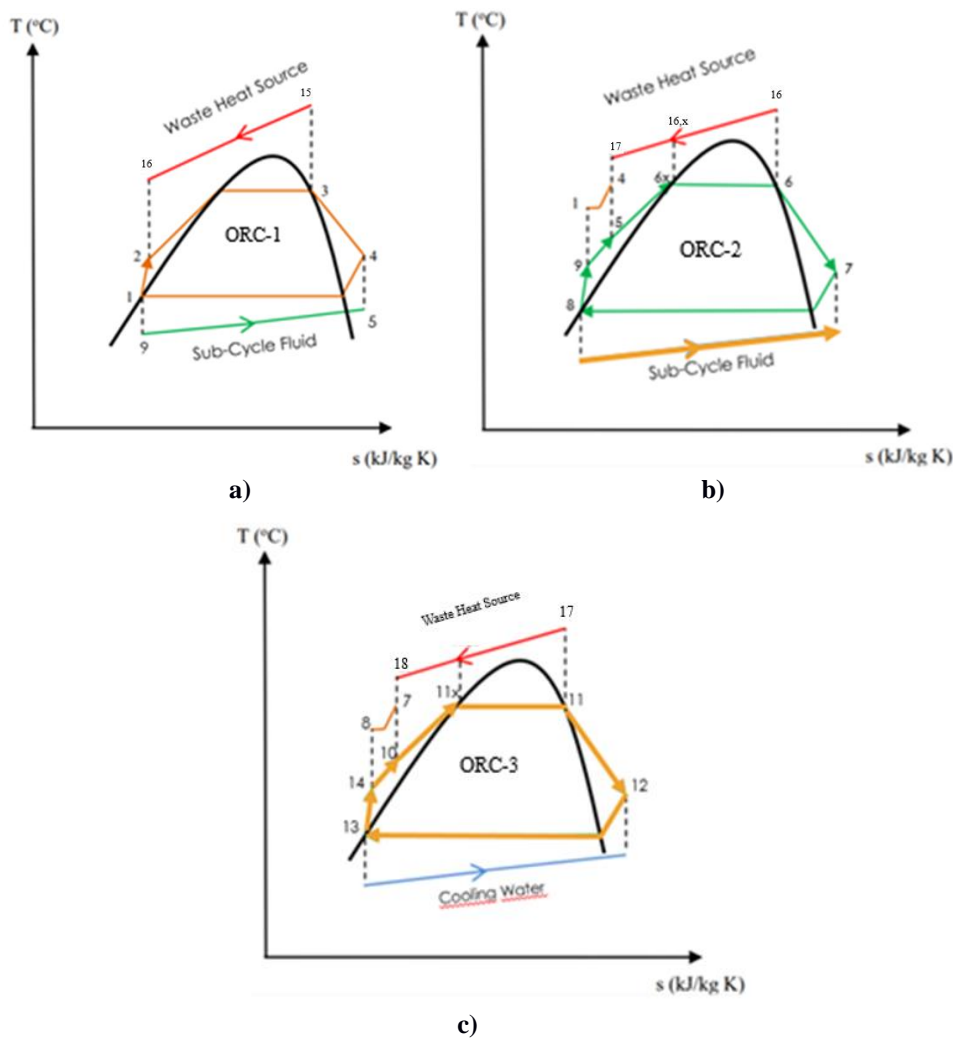 T (°C)
Waste Heat Source
15
16
3
ORC-1
2
4
1
5
9
Sub-Cycle Fluid
s (kJ/kg K)
a)
T (°C)
Waste Heat Source
16
16,x
17
4
6x
6
1
5
ORC-2
9
7
8
Sub-Cycle Fluid
s (kJ/kg K)
b)
T (°C)
Waste Heat Source
17
18
11x
7
11
8
10
ORC-3
14
12
13
Cooling Water
s (kJ/kg K)
c)